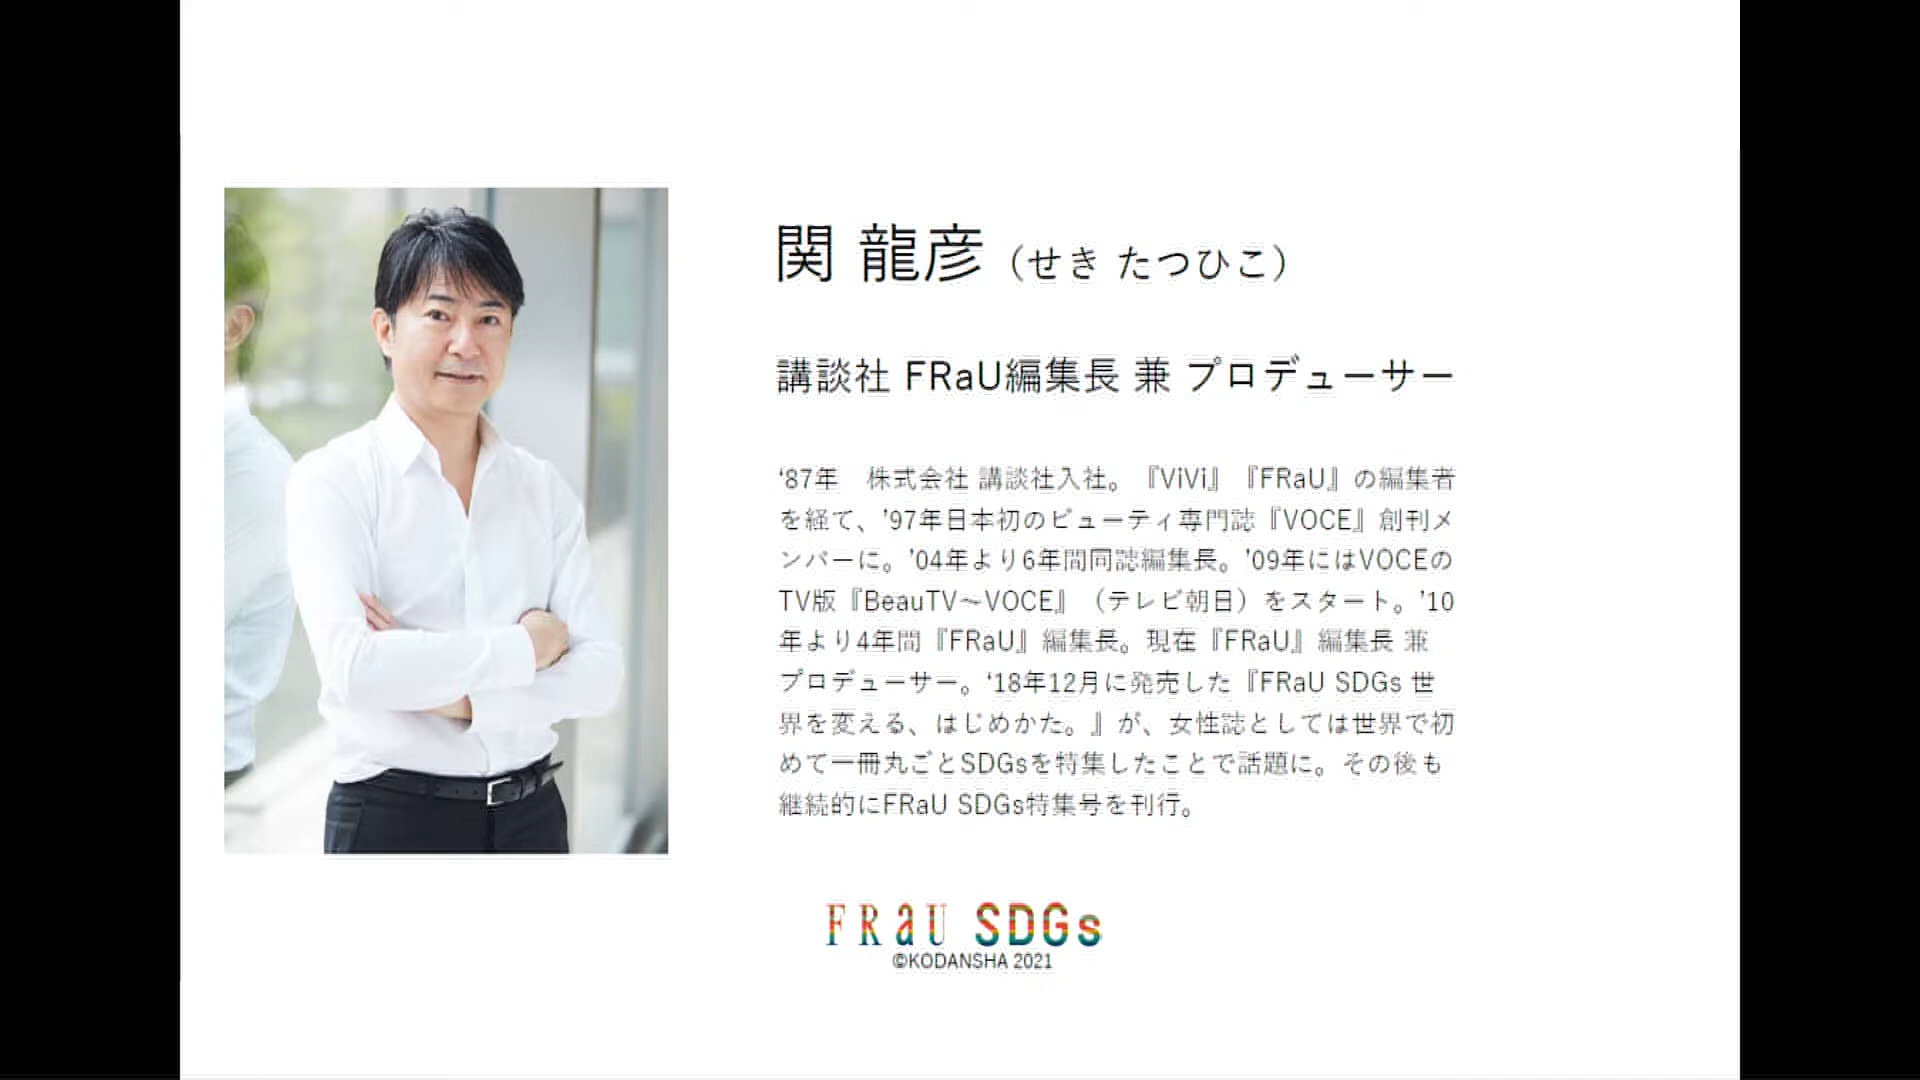 関 龍彦（せき たつひこ）
講談社 FRaU編集長 兼 プロデューサー
‘87年　株式会社 講談社入社。『ViVi』『FRaU』の編集者
を経て、’97年日本初のビューティ専門誌『VOCE』創刊メ
ンバーに。’04年より6年間同誌編集長。’09年にはVOCEの
TV版『BeauTV～VOCE』（テレビ朝日）をスタート。’10
年より4年間『FRaU』編集長。現在『FRaU』編集長 兼
プロデューサー。‘18年12月に発売した『FRaU SDGs 世
界を変える、はじめかた。』が、女性誌としては世界で初
めて一冊丸ごとSDGsを特集したことで話題に。その後も
継続的にFRaU SDGs特集号を刊行。
FRaU SDGs
©KODANSHA 2021